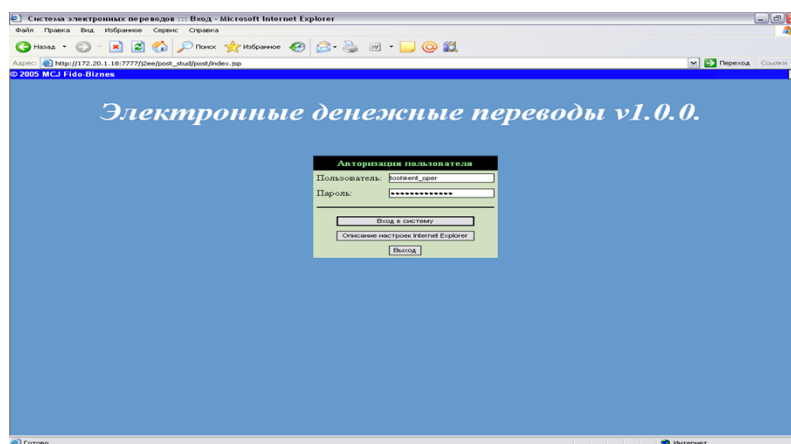 Система электронных переводов ::: Вход - Microsoft Internet Explorer
Файл Правка Вид Избранное Сервис Справка
Назад Поиск Избранное
Адрес: http://172.20.1.18:7777/j2ee/post_stud/post/index.jsp Переход Ссылки
© 2005 MCJ Fido-Biznes
Электронные денежные переводы v1.0.0.
Авторизация пользователя
Пользователь: toshkent_oper
Пароль: •••••••••••••
Вход в систему
Описание настроек Internet Explorer
Выход
Готово Интернет